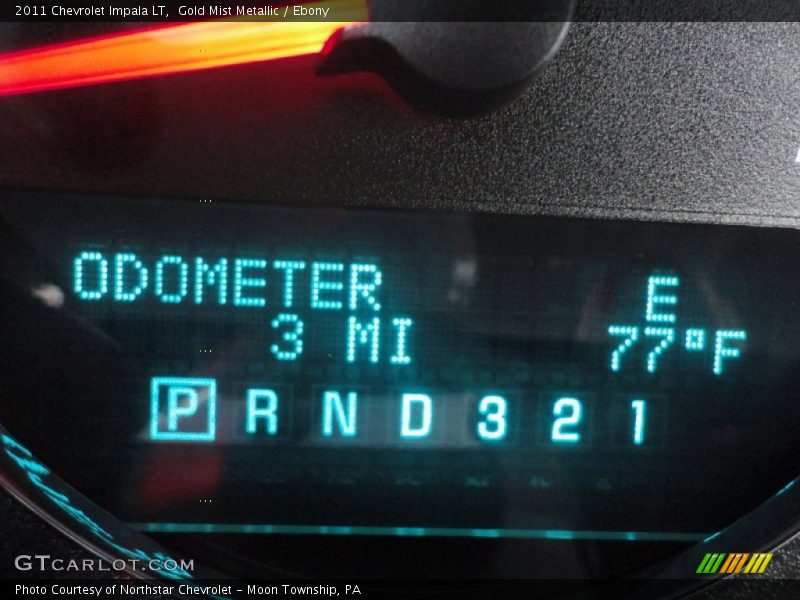 2011 Chevrolet Impala LT,  Gold Mist Metallic / Ebony
ODOMETER
E
3 MI
77°F
P R N D 3 2 1
GTCARLOT.COM
Photo Courtesy of Northstar Chevrolet – Moon Township, PA